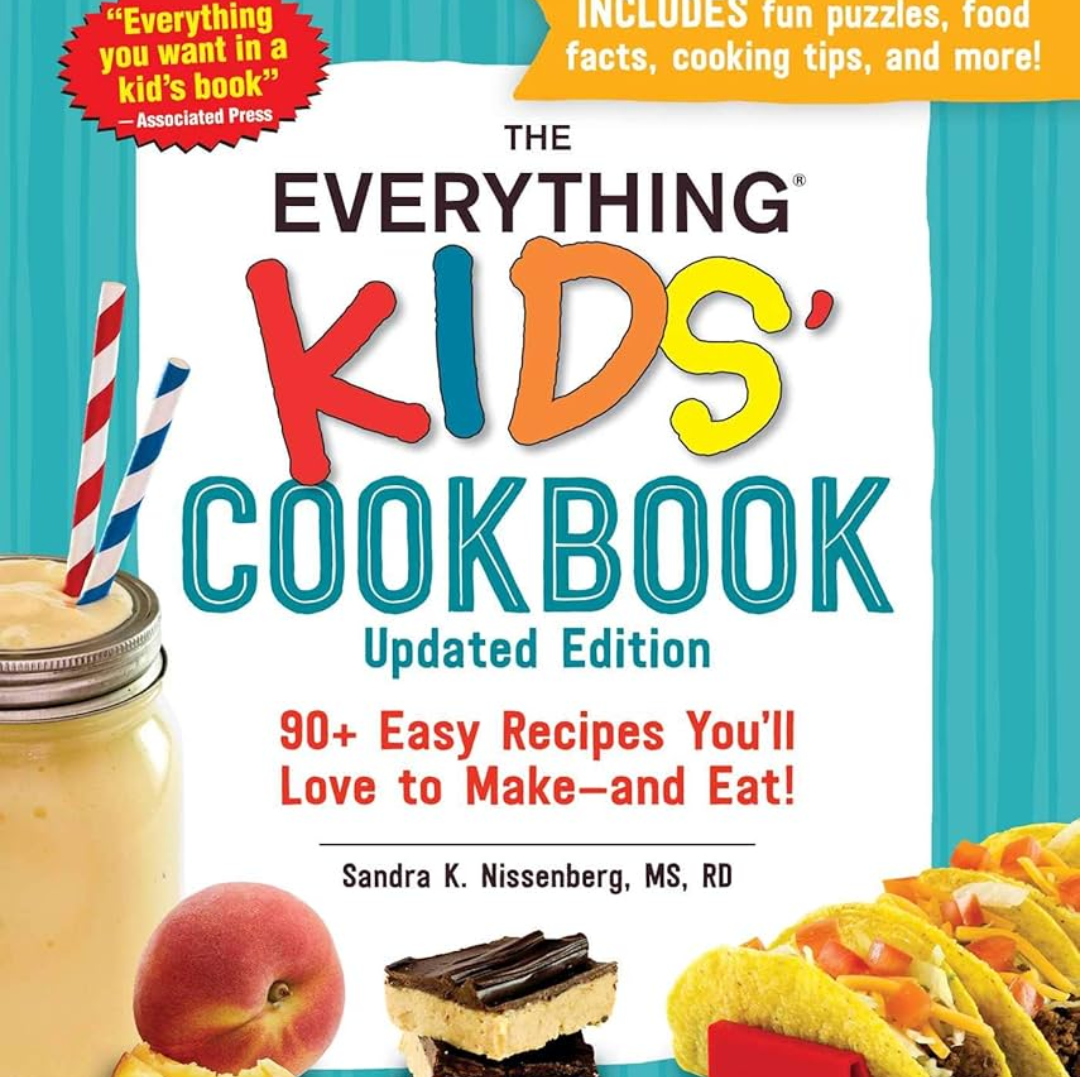 “Everything
you want in a
kid’s book”
—Associated Press
INCLUDES fun puzzles, food
facts, cooking tips, and more!
THE
EVERYTHING®
KIDS’
COOKBOOK
Updated Edition
90+ Easy Recipes You’ll
Love to Make—and Eat!
Sandra K. Nissenberg, MS, RD